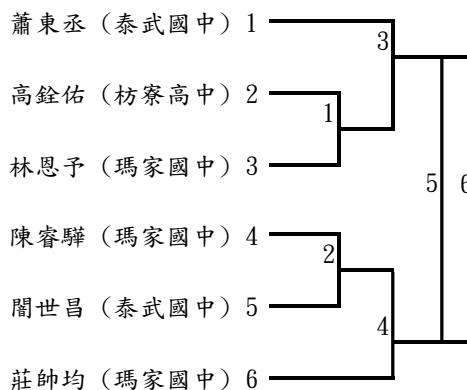 蕭東丞（泰武國中）1
3
高銓佑（枋寮高中）2
1
林恩予（瑪家國中）3
5
6
陳睿驊（瑪家國中）4
2
闇世昌（泰武國中）5
4
莊帥均（瑪家國中）6